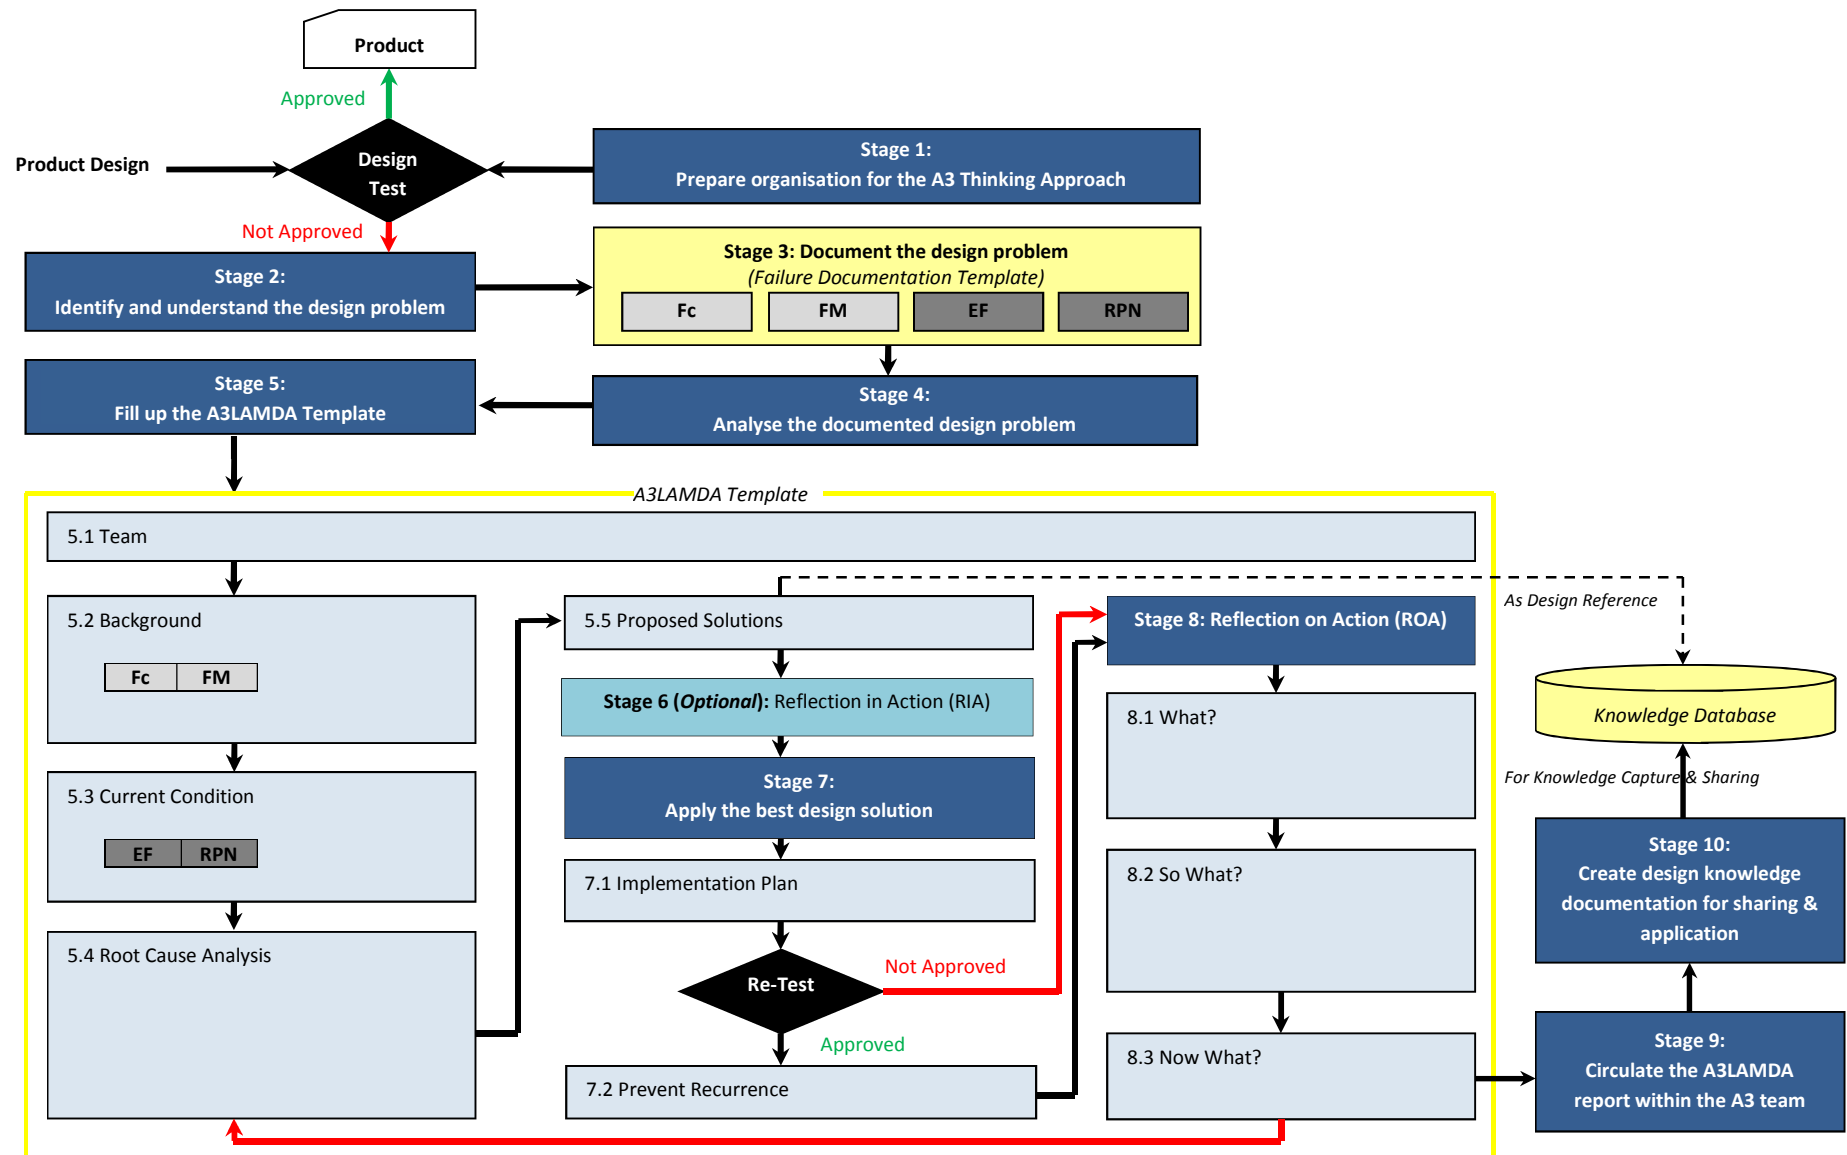 Product
Approved
Product Design
Design
Test
Stage 1:
Prepare organisation for the A3 Thinking Approach
Not Approved
Stage 2:
Identify and understand the design problem
Stage 3: Document the design problem
(Failure Documentation Template)
Fc
FM
EF
RPN
Stage 5:
Fill up the A3LAMDA Template
Stage 4:
Analyse the documented design problem
A3LAMDA Template
5.1 Team
5.2 Background
Fc
FM
5.3 Current Condition
EF
RPN
5.4 Root Cause Analysis
5.5 Proposed Solutions
Stage 6 (Optional): Reflection in Action (RIA)
Stage 7:
Apply the best design solution
7.1 Implementation Plan
Re-Test
Not Approved
Approved
7.2 Prevent Recurrence
Stage 8: Reflection on Action (ROA)
8.1 What?
8.2 So What?
8.3 Now What?
As Design Reference
Knowledge Database
For Knowledge Capture & Sharing
Stage 10:
Create design knowledge
documentation for sharing &
application
Stage 9:
Circulate the A3LAMDA
report within the A3 team